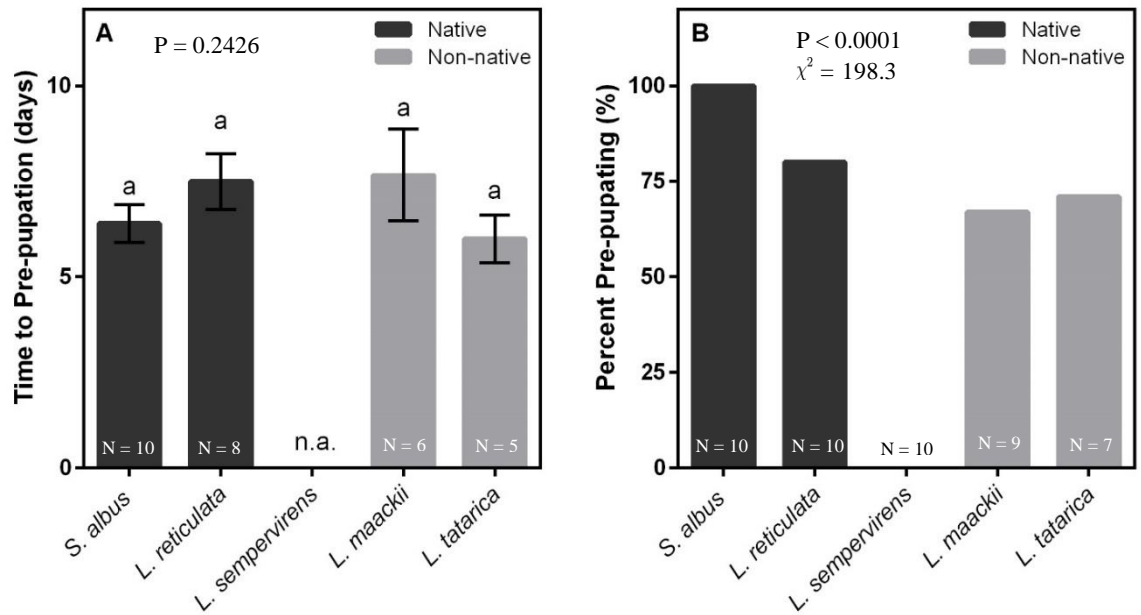 A
P = 0.2426
Native
Non-native
Time to Pre-pupation (days)
10
5
0
a
a
a
a
N = 10
N = 8
n.a.
N = 6
N = 5
S. albus
L. reticulata
L. sempervirens
L. maackii
L. tatarica
B
P < 0.0001
χ² = 198.3
Native
Non-native
Percent Pre-pupating (%)
100
75
50
25
0
N = 10
N = 10
N = 10
N = 9
N = 7
S. albus
L. reticulata
L. sempervirens
L. maackii
L. tatarica